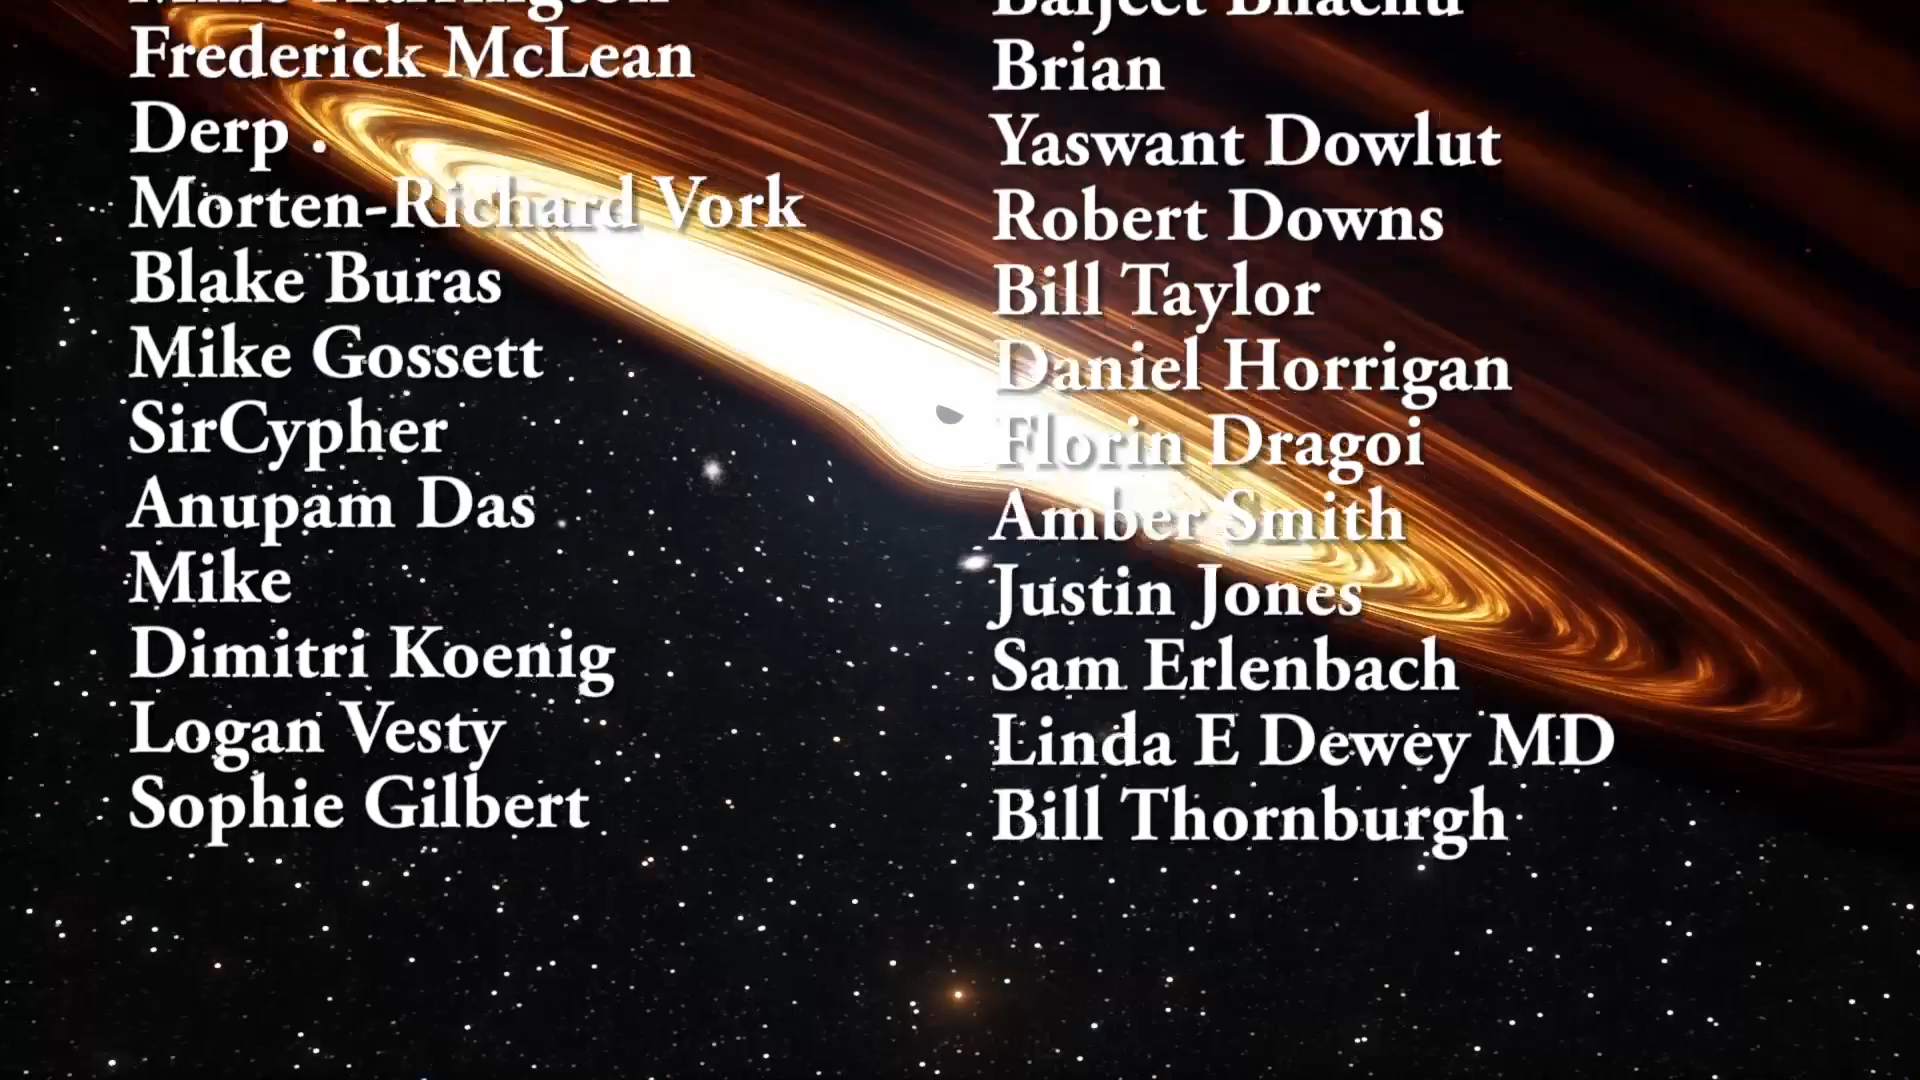 Frederick McLean
Derp .
Morten-Richard Vork
Blake Buras
Mike Gossett
SirCypher
Anupam Das
Mike
Dimitri Koenig
Logan Vesty
Sophie Gilbert
Baljeet Bhachu
Brian
Yaswant Dowlut
Robert Downs
Bill Taylor
Daniel Horrigan
Florin Dragoi
Amber Smith
Justin Jones
Sam Erlenbach
Linda E Dewey MD
Bill Thornburgh